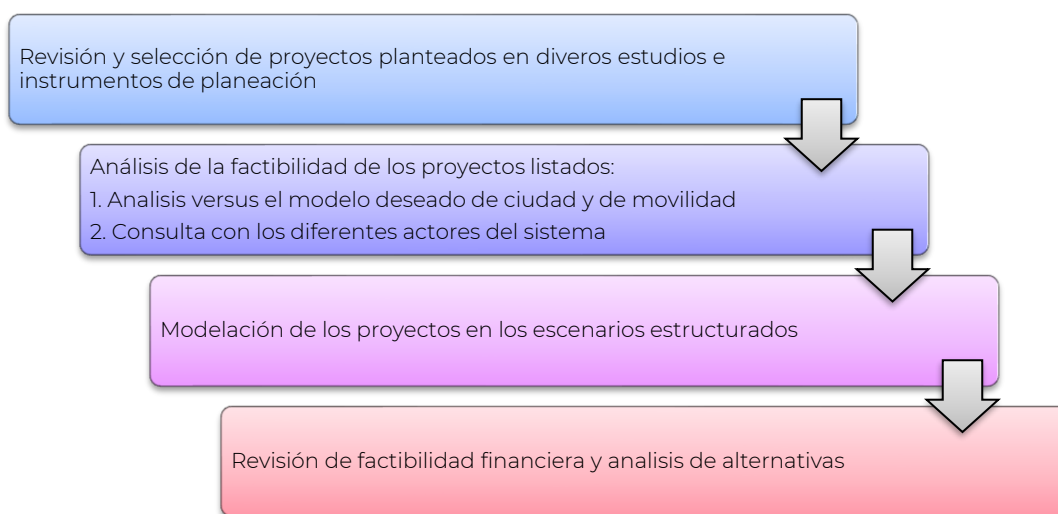 Revisión y selección de proyectos planteados en diveros estudios e
instrumentos de planeación
Análisis de la factibilidad de los proyectos listados:
1. Analisis versus el modelo deseado de ciudad y de movilidad
2. Consulta con los diferentes actores del sistema
Modelación de los proyectos en los escenarios estructurados
Revisión de factibilidad financiera y analisis de alternativas